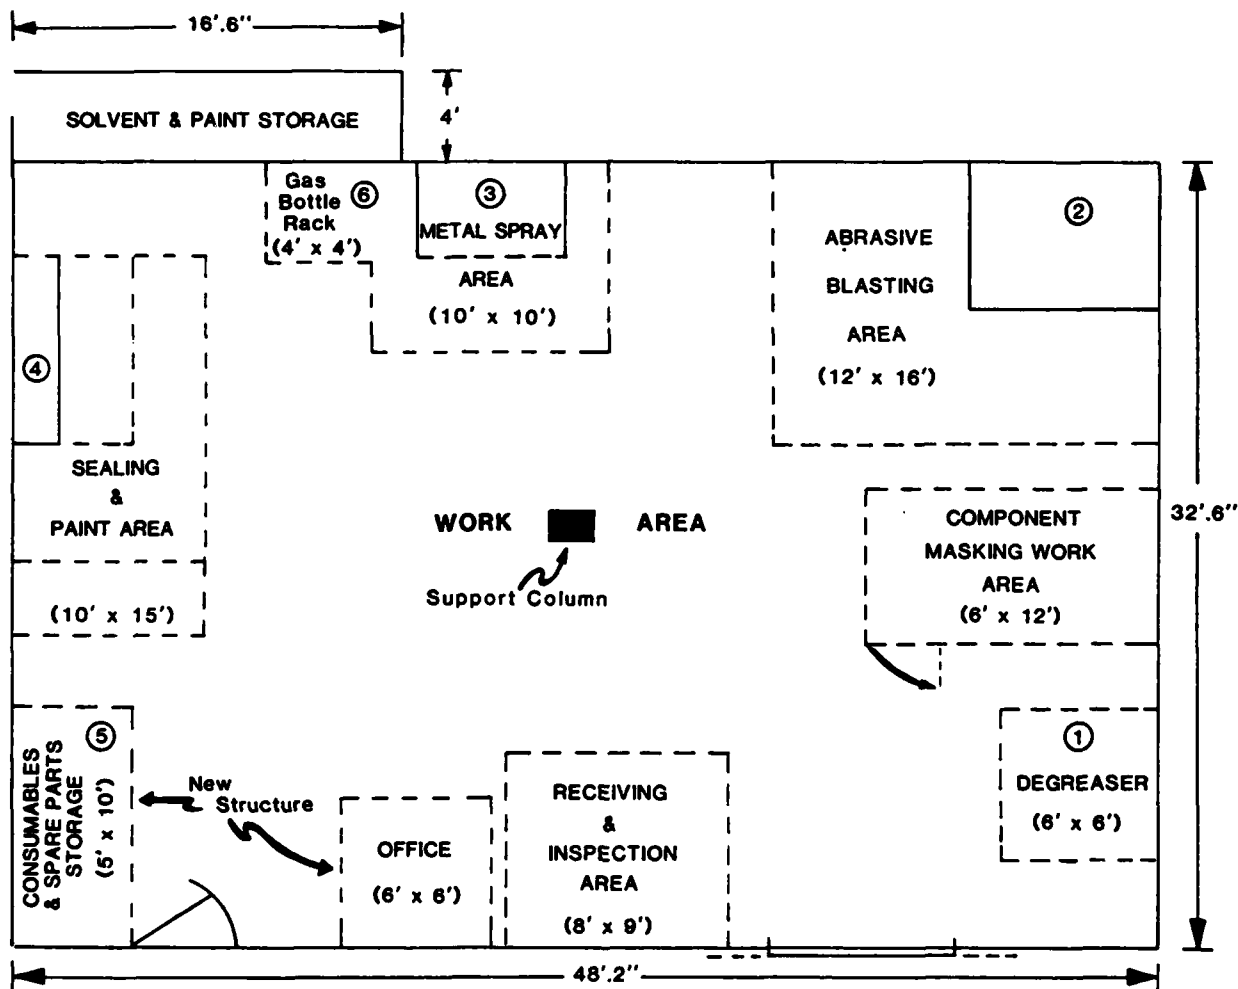 16'.6"
SOLVENT & PAINT STORAGE
4'
Gas
Bottle
Rack
(4' x 4')
6
3
METAL SPRAY
AREA
(10' x 10')
2
ABRASIVE
BLASTING
AREA
(12' x 16')
4
SEALING
&
PAINT AREA
(10' x 15')
WORK AREA
Support Column
COMPONENT
MASKING WORK
AREA
(6' x 12')
32'.6"
5
CONSUMABLES
& SPARE PARTS
STORAGE
(5' x 10')
New
Structure
OFFICE
(6' x 6')
RECEIVING
&
INSPECTION
AREA
(8' x 9')
1
DEGREASER
(6' x 6')
48'.2"